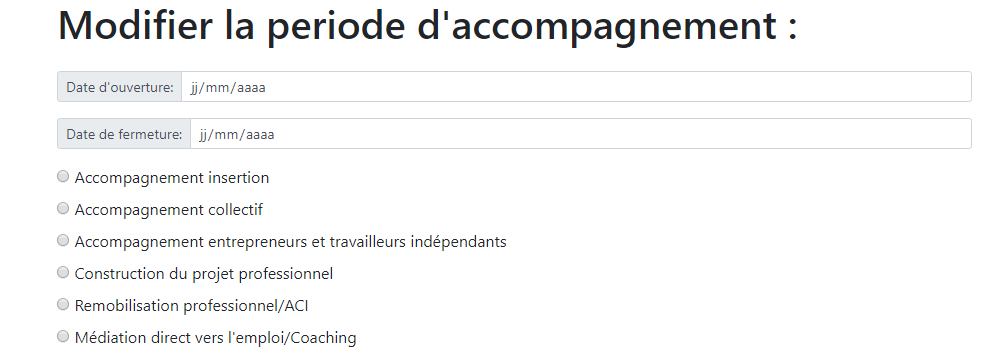 Modifier la periode d'accompagnement :
Date d'ouverture: jj/mm/aaaa
Date de fermeture: jj/mm/aaaa
Accompagnement insertion
Accompagnement collectif
Accompagnement entrepreneurs et travailleurs indépendants
Construction du projet professionnel
Remobilisation professionnel/ACI
Médiation direct vers l'emploi/Coaching